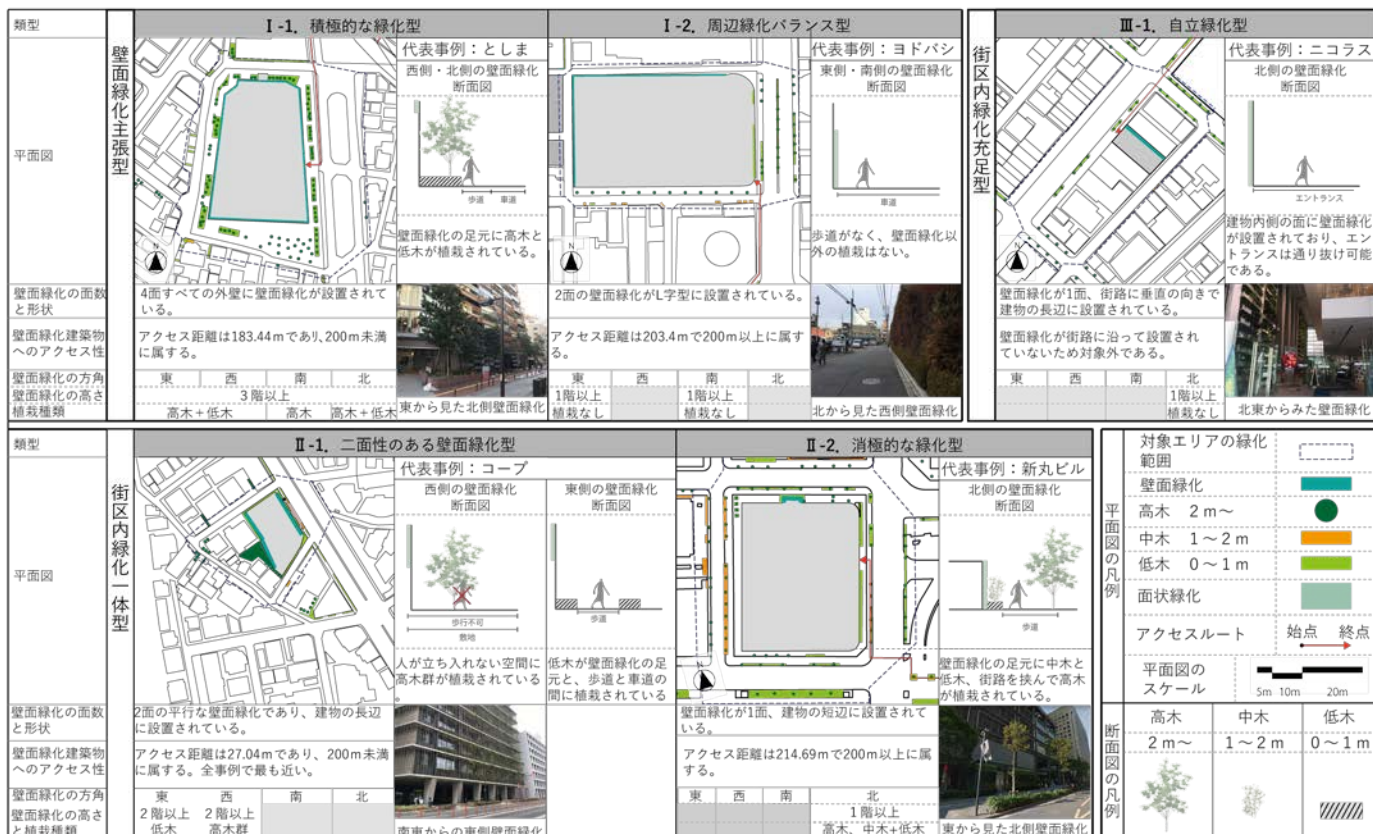 類型
Ⅰ-1．積極的な緑化型
Ⅰ-2．周辺緑化バランス型
平面図
壁面緑化主張型
代表事例：としま
西側・北側の壁面緑化
断面図
歩道
車道
壁面緑化の足元に高木と
低木が植栽されている。
代表事例：ヨドバシ
東側・南側の壁面緑化
断面図
車道
歩道がなく、壁面緑化以
外の植栽はない。
N
N
壁面緑化の面数
と形状
4面すべての外壁に壁面緑化が設置されて
いる。
2面の壁面緑化がL字型に設置されている。
壁面緑化建築物
へのアクセス性
アクセス距離は183.44mであり、200m未満
に属する。
アクセス距離は203.4mで200m以上に属す
る。
壁面緑化の方角
壁面緑化の高さ
植栽種類
東 西 南 北
3階以上
高木＋低木 高木 高木＋低木
東から見た北側壁面緑化
東 西 南 北
1階以上 1階以上
植栽なし 植栽なし
北から見た西側壁面緑化
Ⅲ-1．自立緑化型
街区内緑化充足型
代表事例：ニコラス
北側の壁面緑化
断面図
エントランス
建物内側の面に壁面緑化
が設置されており、エン
トランスは通り抜け可能
である。
N
壁面緑化が1面、街路に垂直の向きで
建物の長辺に設置されている。
壁面緑化が街路に沿って設置され
ていないため対象外である。
東 西 南 北
1階以上
植栽なし
北東からみた壁面緑化
類型
Ⅱ-1．二面性のある壁面緑化型
Ⅱ-2．消極的な緑化型
平面図
街区内緑化一体型
代表事例：コープ
西側の壁面緑化
断面図
歩行不可
敷地
人が立ち入れない空間に
高木群が植栽されている
。
東側の壁面緑化
断面図
歩道
低木が壁面緑化の足
元と、歩道と車道の
間に植栽されている
代表事例：新丸ビル
北側の壁面緑化
断面図
歩道
壁面緑化の足元に中木と
低木、街路を挟んで高木
が植栽されている。
N
N
壁面緑化の面数
と形状
2面の平行な壁面緑化であり、建物の長辺
に設置されている。
壁面緑化が1面、建物の短辺に設置されて
いる。
壁面緑化建築物
へのアクセス性
アクセス距離は27.04mであり、200m未満
に属する。全事例で最も近い。
アクセス距離は214.69mで200m以上に属
する。
壁面緑化の方角
壁面緑化の高さ
と植栽種類
東 西 南 北
2階以上 2階以上
低木 高木群
南東からの東側壁面緑化
東 西 南 北
1階以上
高木、中木＋低木
東から見た北側壁面緑化
平面図の凡例
対象エリアの緑化
範囲
壁面緑化
高木 2m～
中木 1～2m
低木 0～1m
面状緑化
アクセスルート 始点 終点
平面図の
スケール
5m 10m 20m
断面図の凡例
高木 中木 低木
2m～ 1～2m 0～1m